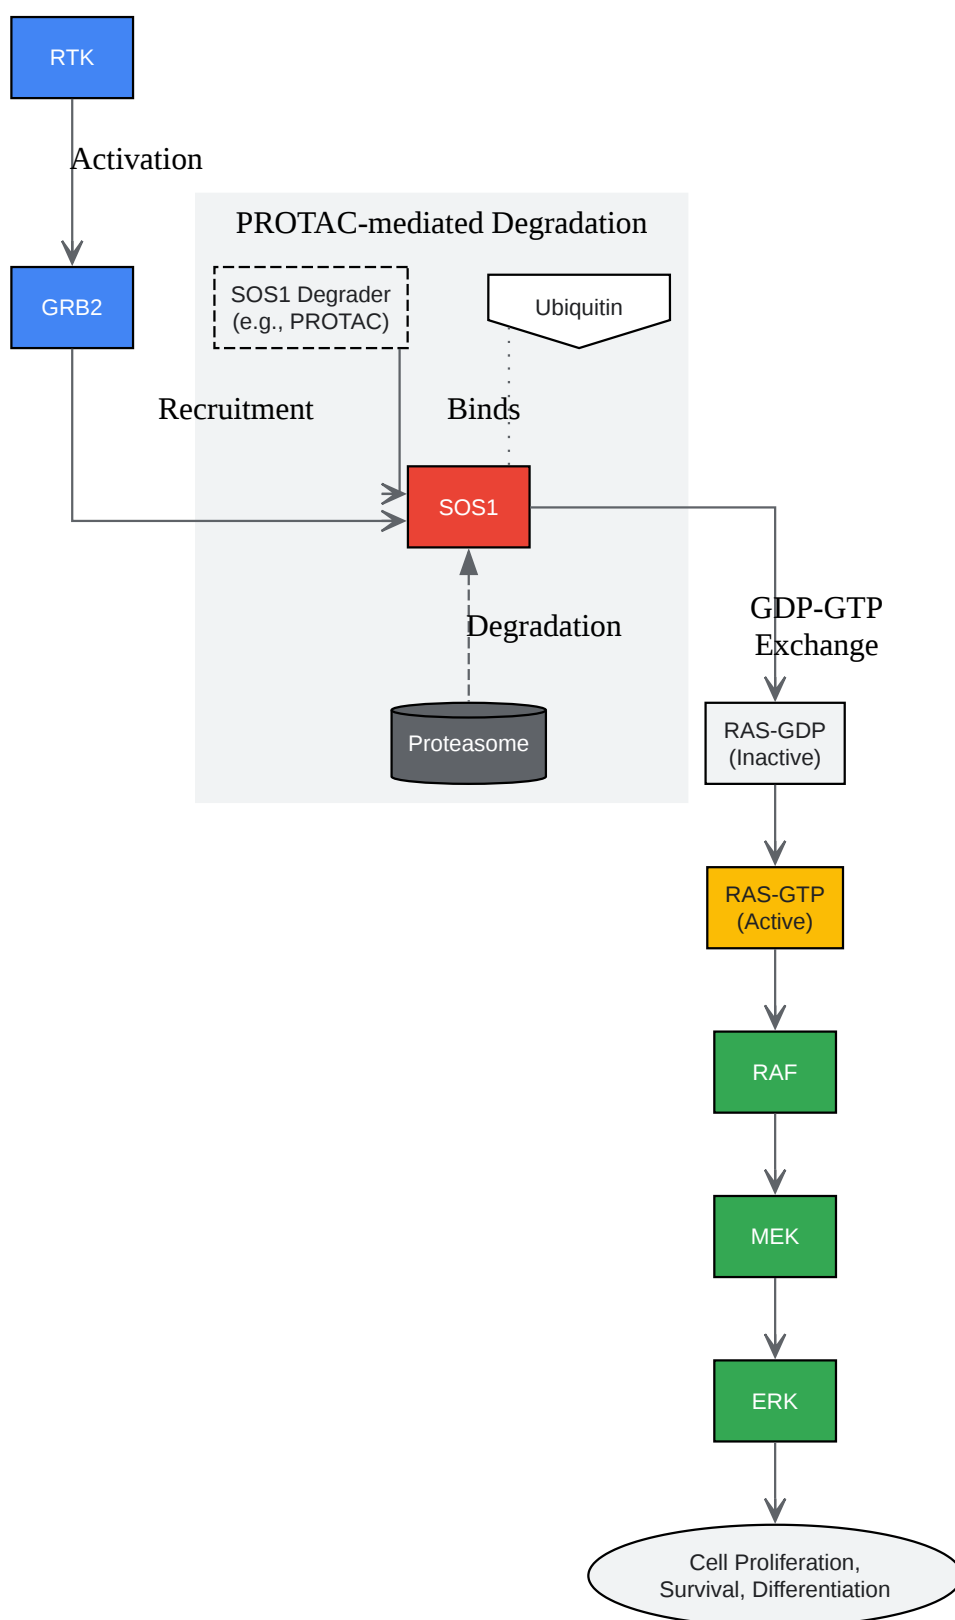 RTK
Activation
PROTAC-mediated Degradation
GRB2
SOS1 Degrader
(e.g., PROTAC)
Ubiquitin
Recruitment
Binds
SOS1
GDP-GTP
Exchange
Degradation
Proteasome
RAS-GDP
(Inactive)
RAS-GTP
(Active)
RAF
MEK
ERK
Cell Proliferation,
Survival, Differentiation